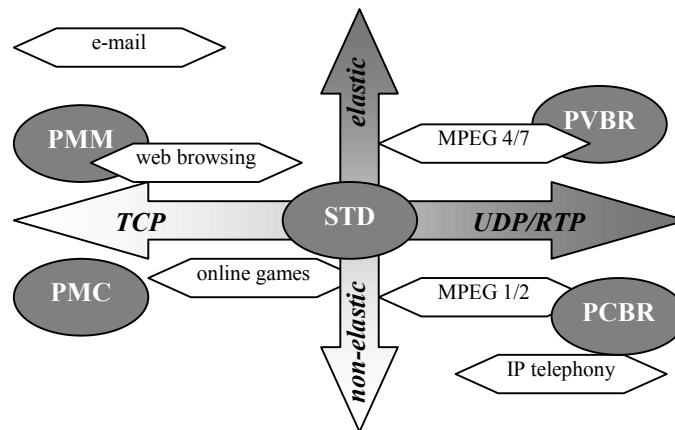 e-mail
elastic
PMM
PVBR
MPEG 4/7
web browsing
TCP
STD
UDP/RTP
online games
PMC
MPEG 1/2
PCBR
non-elastic
IP telephony